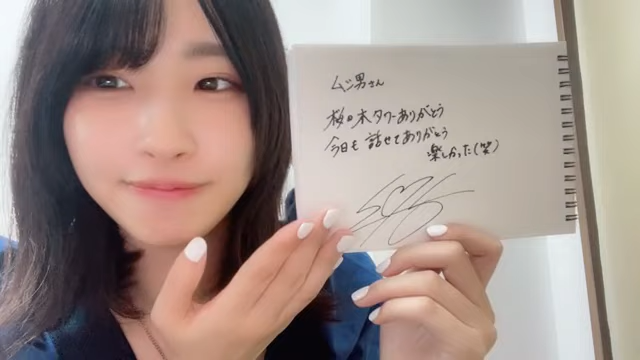 ムジ男さん
桜の木タワーありがとう
今日も 話せてありがとう
楽しかった(笑)